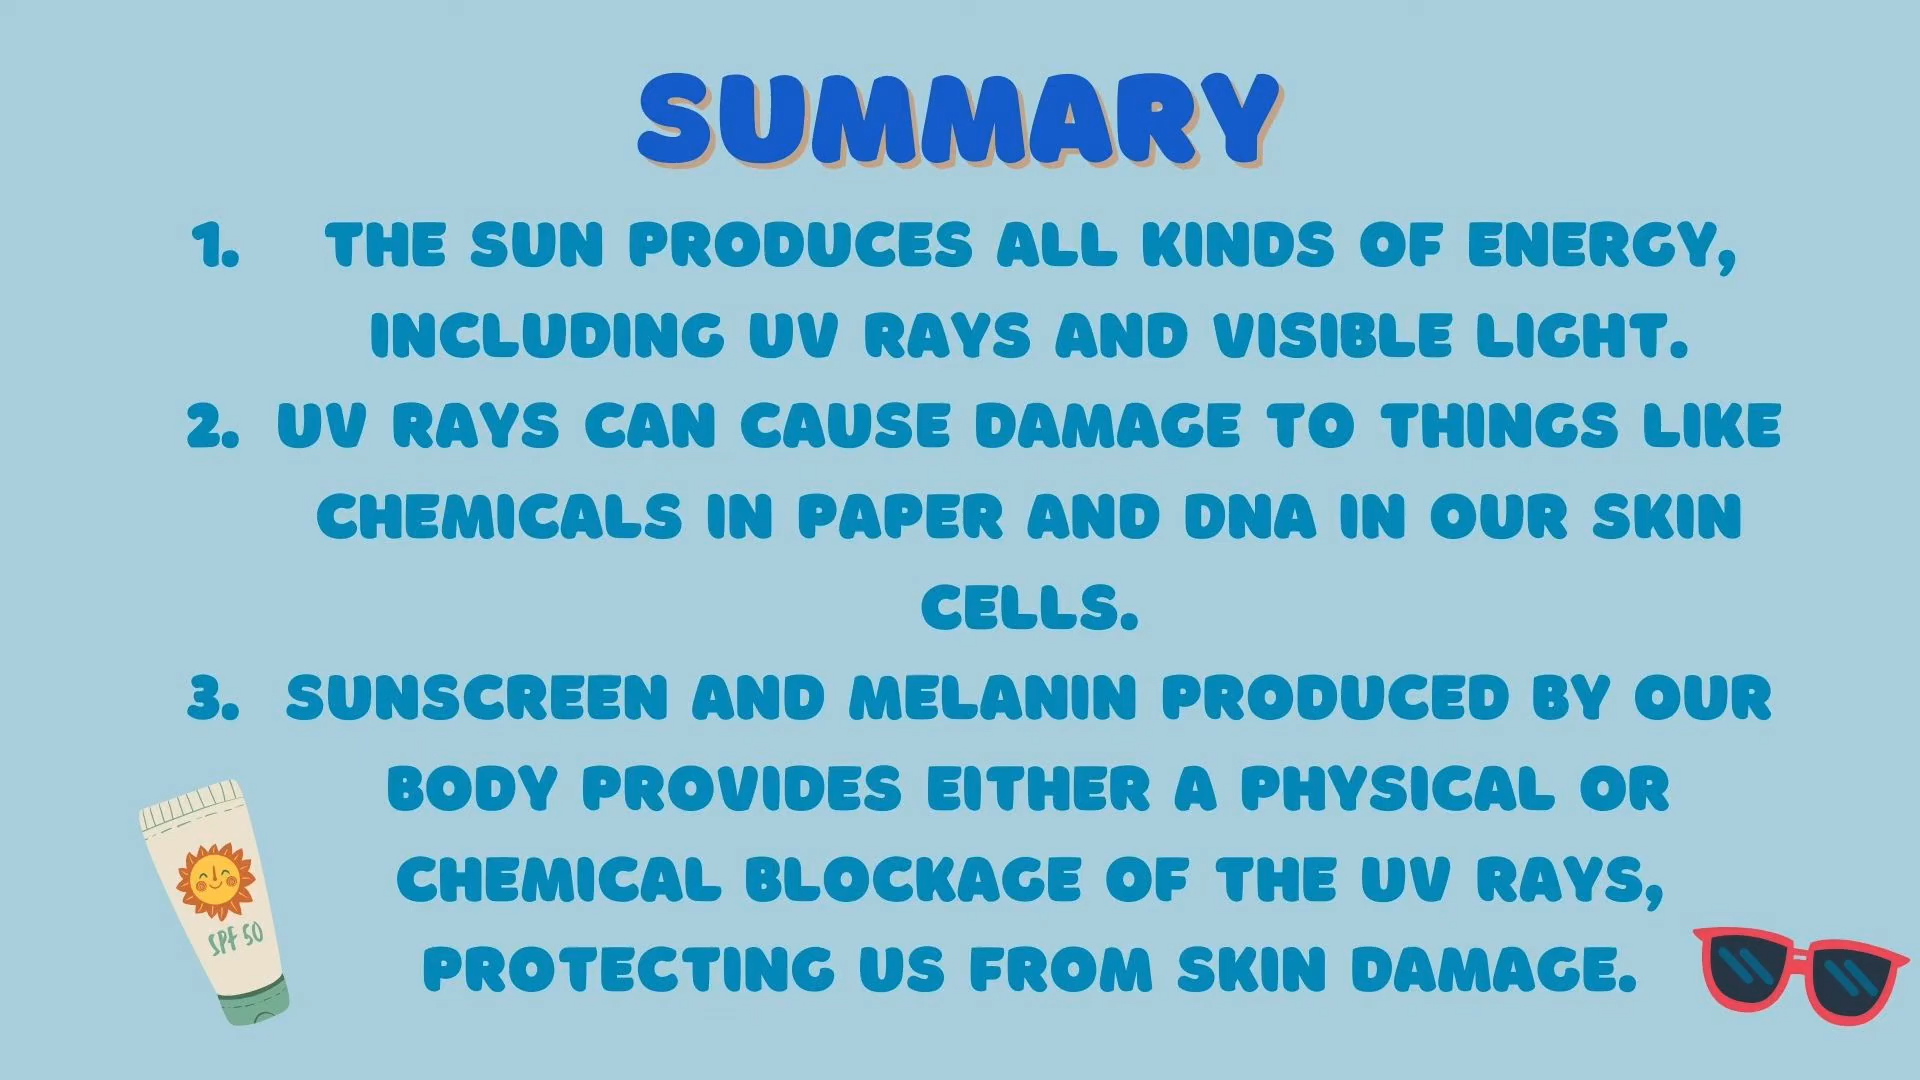 SUMMARY
1. THE SUN PRODUCES ALL KINDS OF ENERGY,
INCLUDING UV RAYS AND VISIBLE LIGHT.
2. UV RAYS CAN CAUSE DAMAGE TO THINGS LIKE
CHEMICALS IN PAPER AND DNA IN OUR SKIN
CELLS.
3. SUNSCREEN AND MELANIN PRODUCED BY OUR
BODY PROVIDES EITHER A PHYSICAL OR
CHEMICAL BLOCKAGE OF THE UV RAYS,
PROTECTING US FROM SKIN DAMAGE.
SPF 50